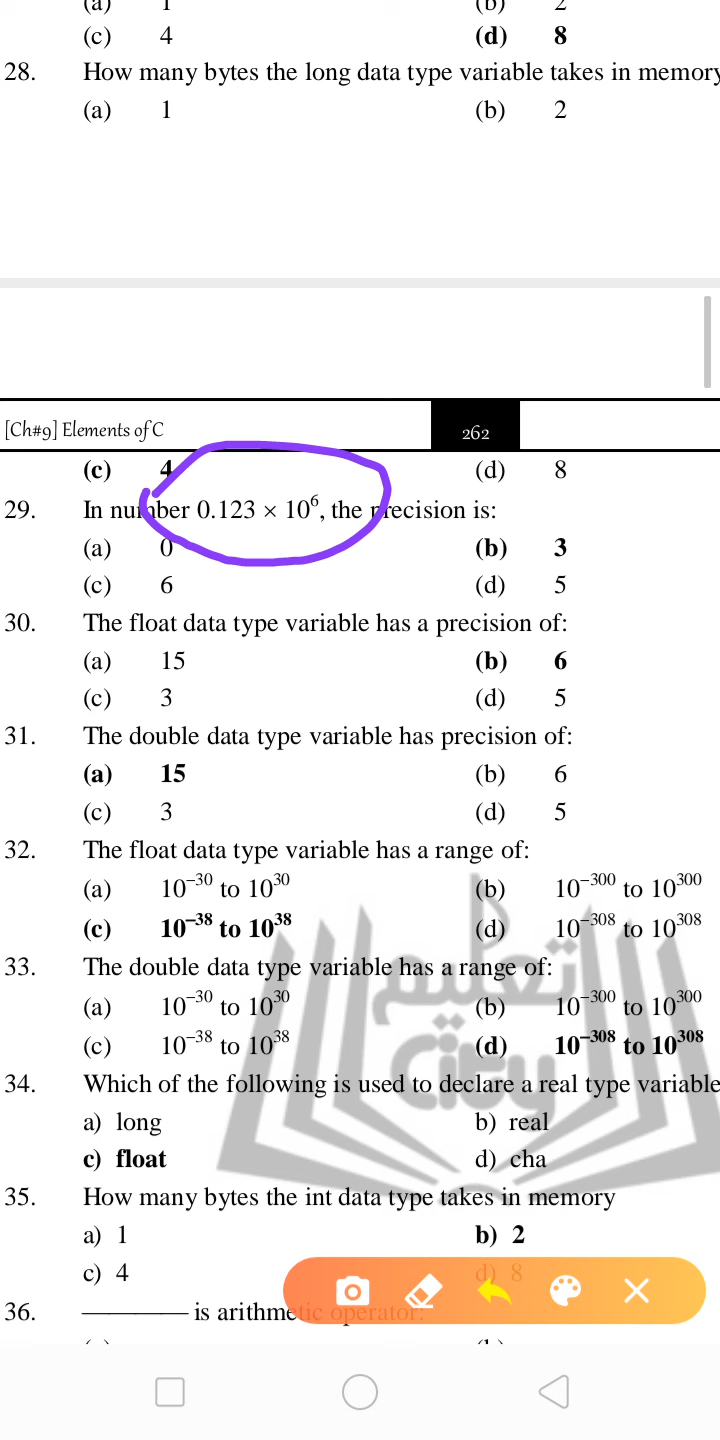 (a) 1 (b) 2
(c) 4 (d) 8
28. How many bytes the long data type variable takes in memory
(a) 1 (b) 2
[Ch#9] Elements of C 262
(c) 4 (d) 8
29. In number 0.123 × 10⁶, the precision is:
(a) 0 (b) 3
(c) 6 (d) 5
30. The float data type variable has a precision of:
(a) 15 (b) 6
(c) 3 (d) 5
31. The double data type variable has precision of:
(a) 15 (b) 6
(c) 3 (d) 5
32. The float data type variable has a range of:
(a) 10⁻³⁰ to 10³⁰ (b) 10⁻³⁰⁰ to 10³⁰⁰
(c) 10⁻³⁸ to 10³⁸ (d) 10⁻³⁰⁸ to 10³⁰⁸
33. The double data type variable has a range of:
(a) 10⁻³⁰ to 10³⁰ (b) 10⁻³⁰⁰ to 10³⁰⁰
(c) 10⁻³⁸ to 10³⁸ (d) 10⁻³⁰⁸ to 10³⁰⁸
تعلیم
City
34. Which of the following is used to declare a real type variable
a) long b) real
c) float d) cha
35. How many bytes the int data type takes in memory
a) 1 b) 2
c) 4 d) 8
36. ________ is arithmetic operator: